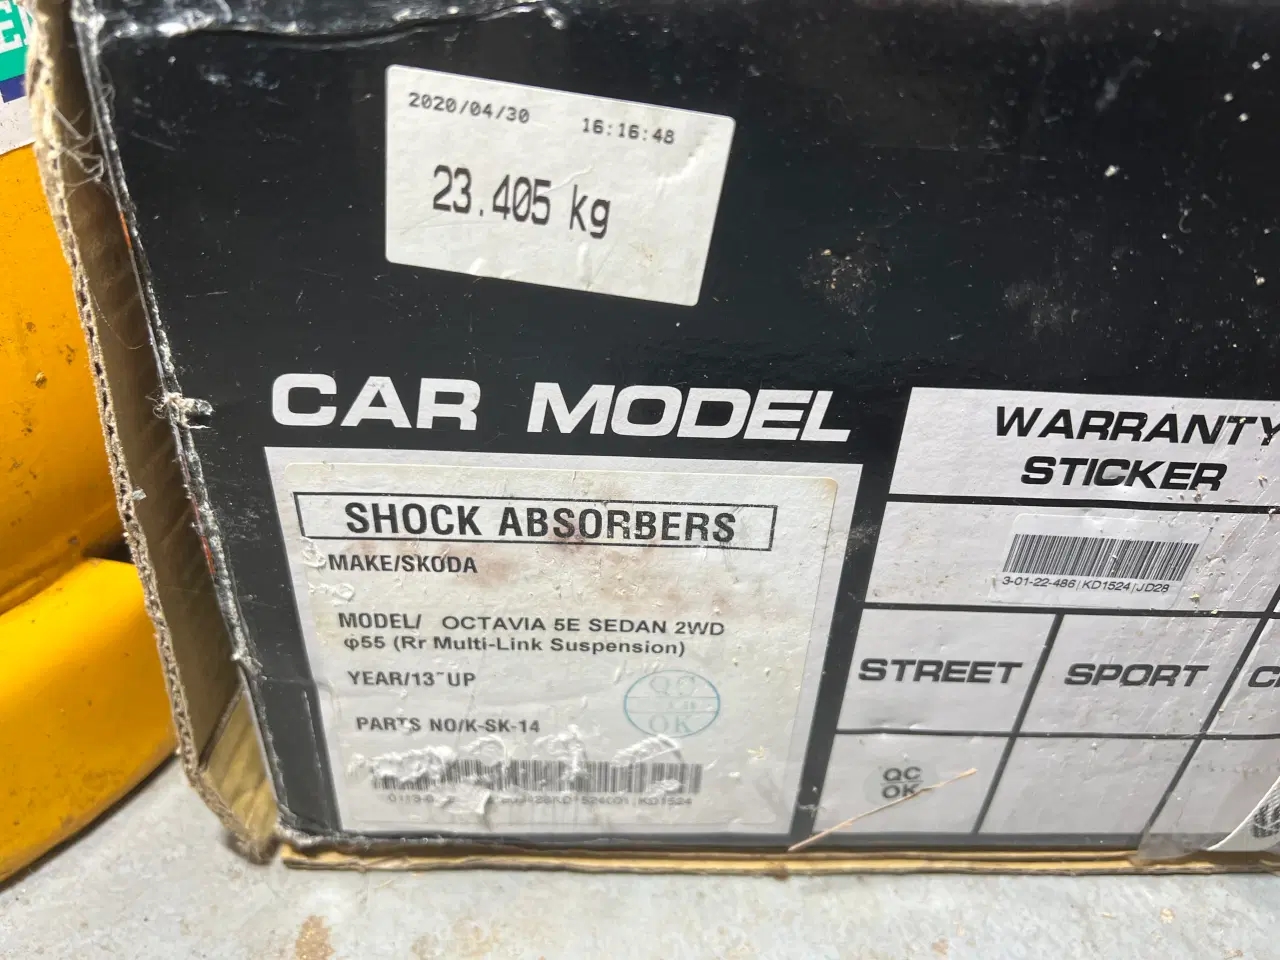 2020/04/30 16:16:48
23.405 kg
CAR MODEL
SHOCK ABSORBERS
MAKE/SKODA
MODEL/ OCTAVIA 5E SEDAN 2WD
φ55 (Rr Multi-Link Suspension)
YEAR/13~UP
PARTS NO/K-SK-14
KD1524
QC
OK
WARRANTY
STICKER
3-01-22-486|KD1524|JD28
STREET SPORT
QC
OK